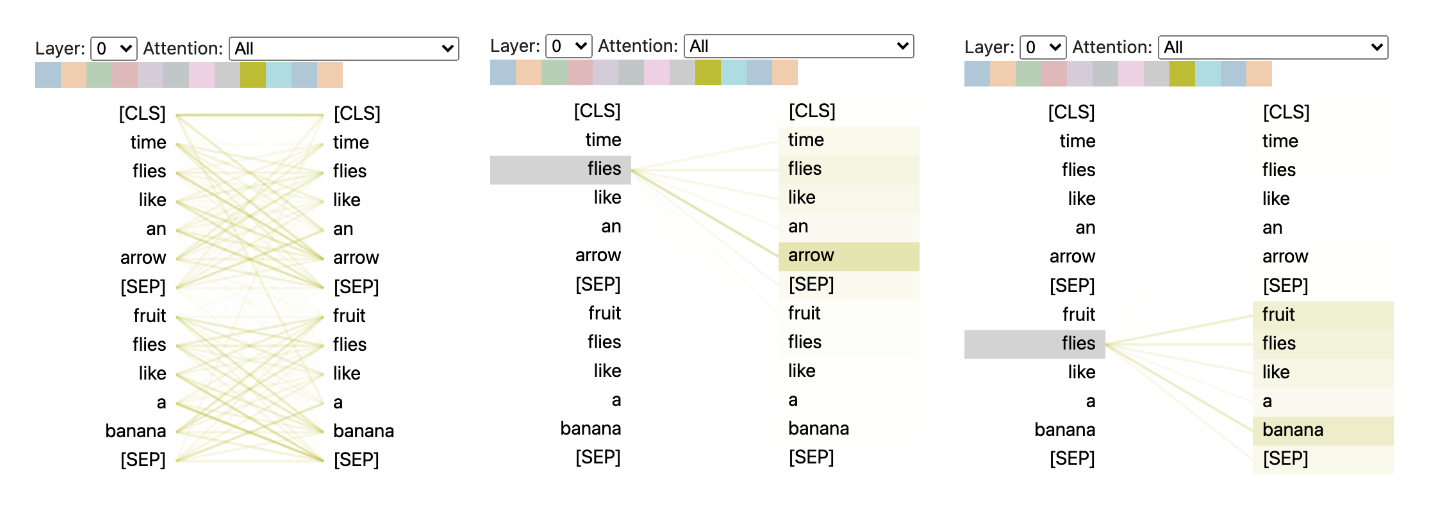 Layer: 0 Attention: All
[CLS] [CLS]
time time
flies flies
like like
an an
arrow arrow
[SEP] [SEP]
fruit fruit
flies flies
like like
a a
banana banana
[SEP] [SEP]
Layer: 0 Attention: All
[CLS] [CLS]
time time
flies flies
like like
an an
arrow arrow
[SEP] [SEP]
fruit fruit
flies flies
like like
a a
banana banana
[SEP] [SEP]
Layer: 0 Attention: All
[CLS] [CLS]
time time
flies flies
like like
an an
arrow arrow
[SEP] [SEP]
fruit fruit
flies flies
like like
a a
banana banana
[SEP] [SEP]